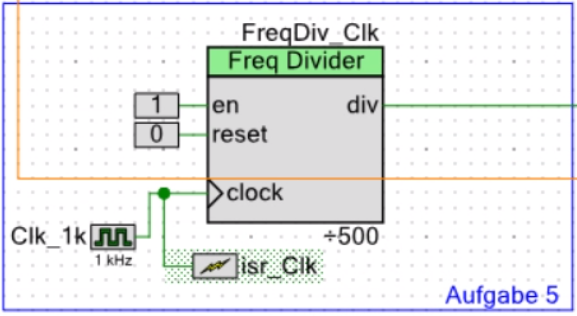 FreqDiv_Clk
Freq Divider
1
en
div
0
reset
clock
Clk_1k
1 kHz
÷500
isr_Clk
Aufgabe 5